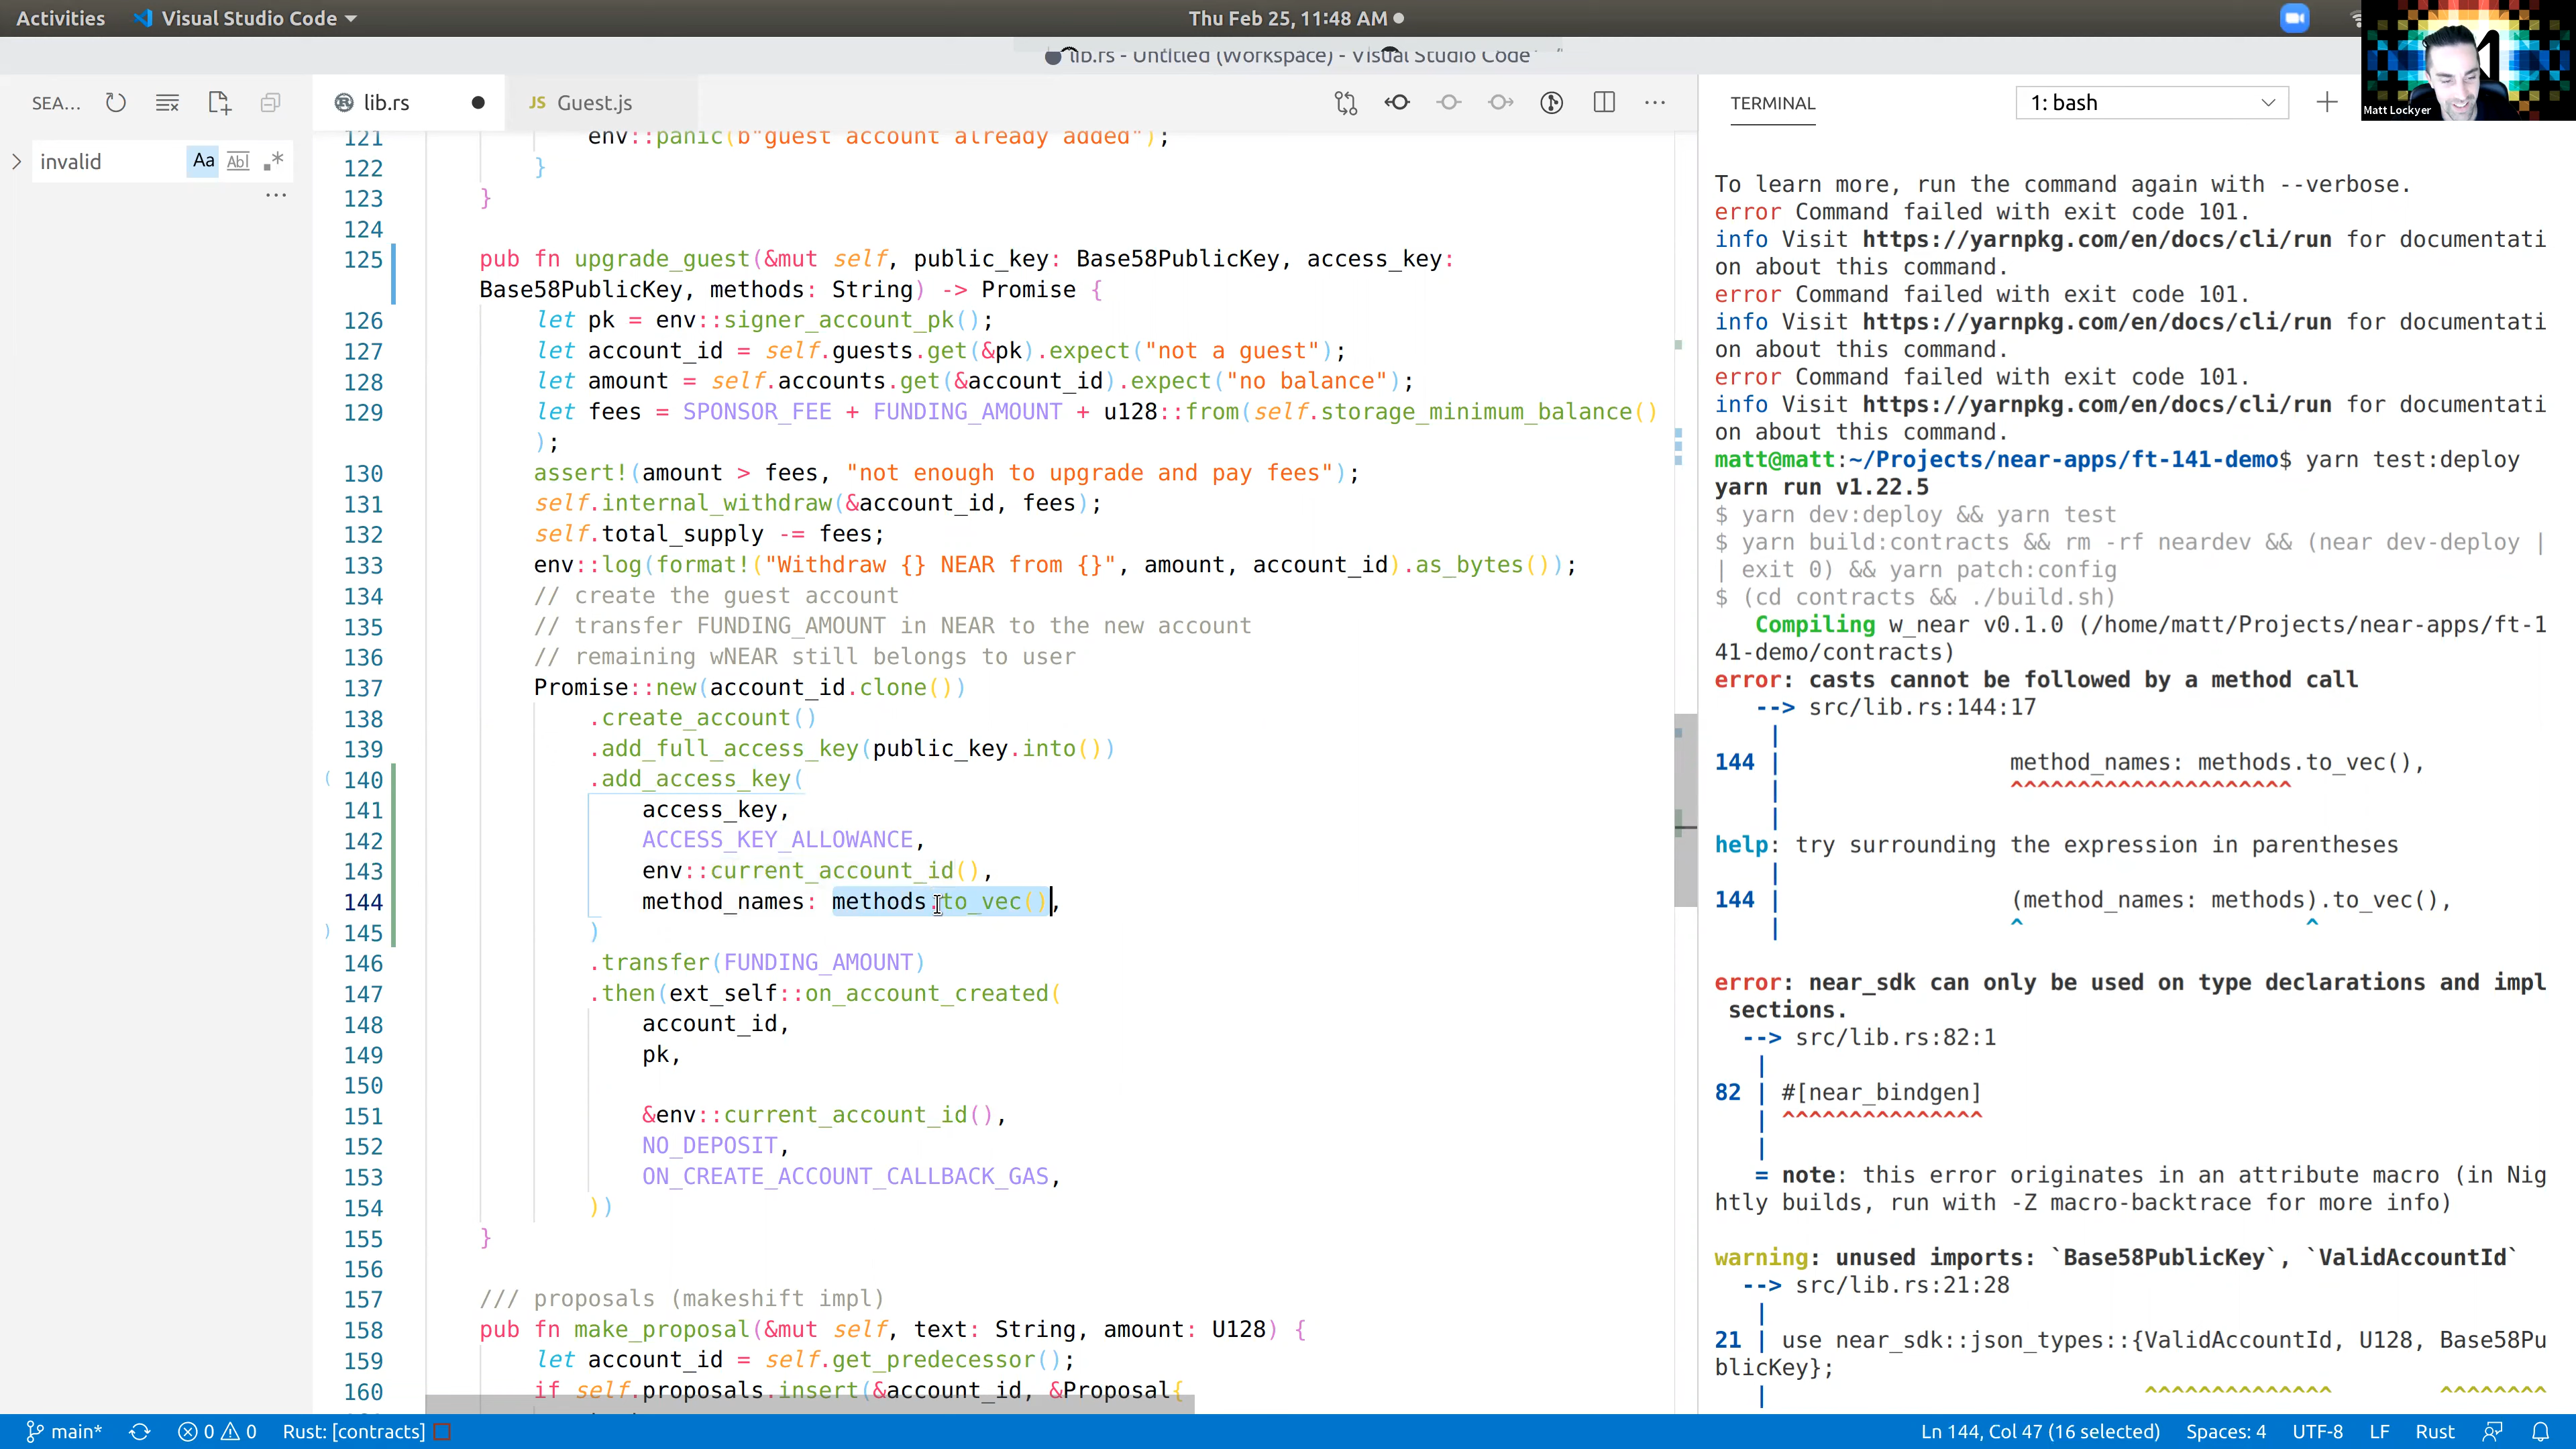 Activities
Visual Studio Code
Thu Feb 25, 11:48 AM
lib.rs - Untitled (Workspace) - Visual Studio Code
Matt Lockyer
SEA...
lib.rs
JS Guest.js
TERMINAL
1: bash
invalid
Aa
Abl
121 env::panic(b"guest account already added");
122 }
123 }
124
125 pub fn upgrade_guest(&mut self, public_key: Base58PublicKey, access_key:
Base58PublicKey, methods: String) -> Promise {
126 let pk = env::signer_account_pk();
127 let account_id = self.guests.get(&pk).expect("not a guest");
128 let amount = self.accounts.get(&account_id).expect("no balance");
129 let fees = SPONSOR_FEE + FUNDING_AMOUNT + u128::from(self.storage_minimum_balance()
);
130 assert!(amount > fees, "not enough to upgrade and pay fees");
131 self.internal_withdraw(&account_id, fees);
132 self.total_supply -= fees;
133 env::log(format!("Withdraw {} NEAR from {}", amount, account_id).as_bytes());
134 // create the guest account
135 // transfer FUNDING_AMOUNT in NEAR to the new account
136 // remaining wNEAR still belongs to user
137 Promise::new(account_id.clone())
138 .create_account()
139 .add_full_access_key(public_key.into())
140 .add_access_key(
141 access_key,
142 ACCESS_KEY_ALLOWANCE,
143 env::current_account_id(),
144 method_names: methods.to_vec(),
145 )
146 .transfer(FUNDING_AMOUNT)
147 .then(ext_self::on_account_created(
148 account_id,
149 pk,
150
151 &env::current_account_id(),
152 NO_DEPOSIT,
153 ON_CREATE_ACCOUNT_CALLBACK_GAS,
154 ))
155 }
156
157 /// proposals (makeshift impl)
158 pub fn make_proposal(&mut self, text: String, amount: U128) {
159 let account_id = self.get_predecessor();
160 if self.proposals.insert(&account_id, &Proposal{
To learn more, run the command again with --verbose.
error Command failed with exit code 101.
info Visit https://yarnpkg.com/en/docs/cli/run for documentati
on about this command.
error Command failed with exit code 101.
info Visit https://yarnpkg.com/en/docs/cli/run for documentati
on about this command.
error Command failed with exit code 101.
info Visit https://yarnpkg.com/en/docs/cli/run for documentati
on about this command.
matt@matt:~/Projects/near-apps/ft-141-demo$ yarn test:deploy
yarn run v1.22.5
$ yarn dev:deploy && yarn test
$ yarn build:contracts && rm -rf neardev && (near dev-deploy |
| exit 0) && yarn patch:config
$ (cd contracts && ./build.sh)
Compiling w_near v0.1.0 (/home/matt/Projects/near-apps/ft-1
41-demo/contracts)
error: casts cannot be followed by a method call
--> src/lib.rs:144:17
|
144 | method_names: methods.to_vec(),
| ^^^^^^^^^^^^^^^^^^^^^
|
help: try surrounding the expression in parentheses
|
144 | (method_names: methods).to_vec(),
| ^ ^
error: near_sdk can only be used on type declarations and impl
sections.
--> src/lib.rs:82:1
|
82 | #[near_bindgen]
| ^^^^^^^^^^^^^^^
|
= note: this error originates in an attribute macro (in Nig
htly builds, run with -Z macro-backtrace for more info)
warning: unused imports: `Base58PublicKey`, `ValidAccountId`
--> src/lib.rs:21:28
|
21 | use near_sdk::json_types::{ValidAccountId, U128, Base58Pu
blicKey};
| ^^^^^^^^^^^^^^ ^^^^^^^^
main*
0
0
Rust: [contracts]
Ln 144, Col 47 (16 selected)
Spaces: 4
UTF-8
LF
Rust